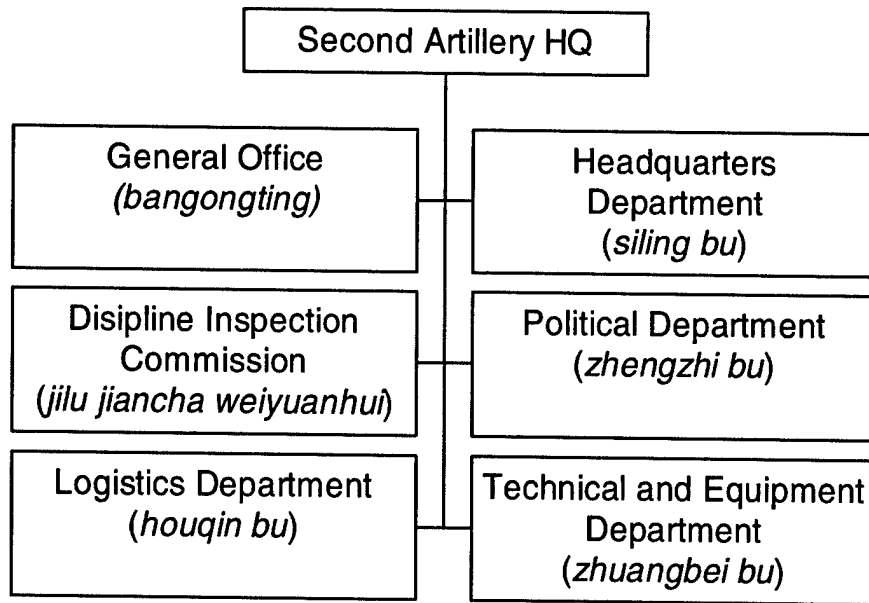 Second Artillery HQ
General Office
(bangongting)
Headquarters
Department
(siling bu)
Disipline Inspection
Commission
(jilu jiancha weiyuanhui)
Political Department
(zhengzhi bu)
Logistics Department
(houqin bu)
Technical and Equipment
Department
(zhuangbei bu)